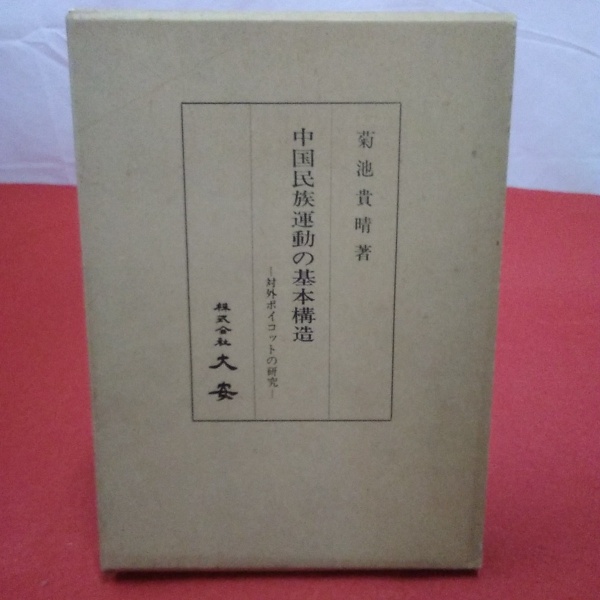 菊池貴晴著
中国民族運動の基本構造
―対外ボイコットの研究―
株式会社
大安